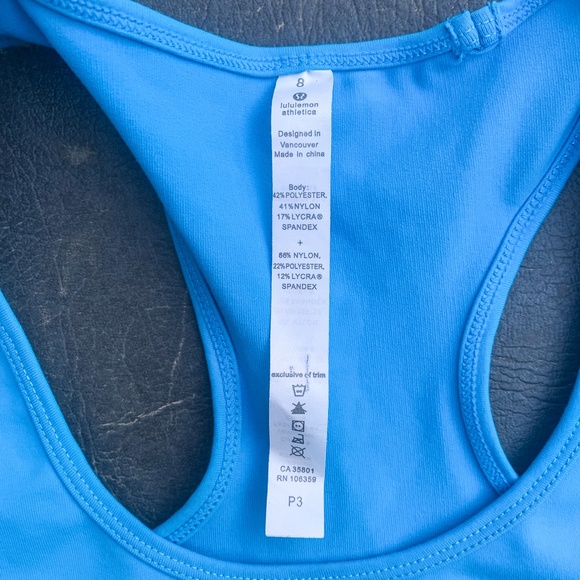 8
lululemon
athletica
Designed in
Vancouver
Made in china
Body:
42%POLYESTER,
41%NYLON
17%LYCRA®
SPANDEX
+
86% NYLON,
22%POLYESTER,
12%LYCRA®
SPANDEX
exclusive of trim
CA 35801
RN 106359
P3